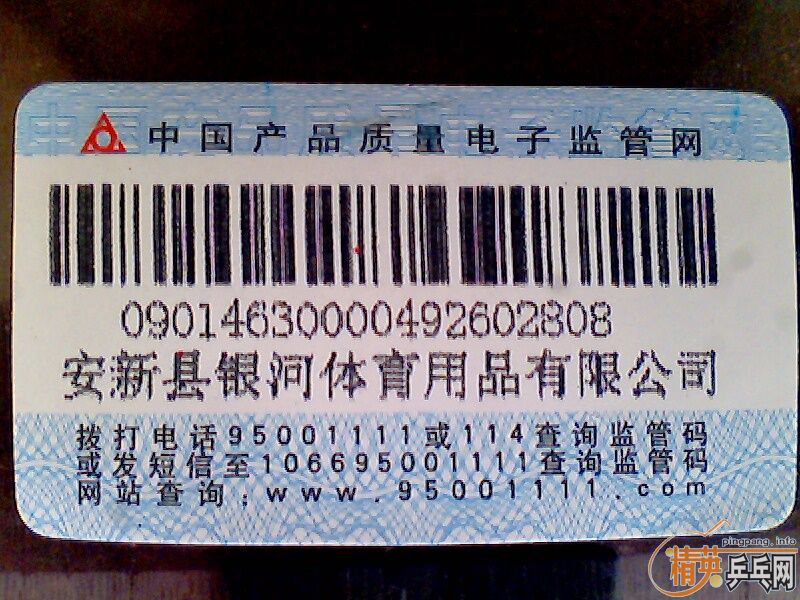 中国产品质量电子监管网
09014630000492602808
安新县银河体育用品有限公司
拨打电话95001111或114查询监管码
或发短信至106695001111查询监管码
网站查询：www.95001111.com
pingpang.info
精英乒乓网